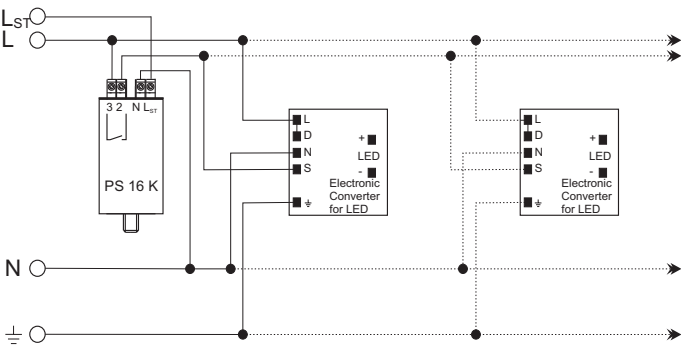 LST
L
3 2 N LST
PS 16 K
L
D
N
S
+
LED
-
Electronic
Converter
for LED
L
D
N
S
+
LED
-
Electronic
Converter
for LED
N